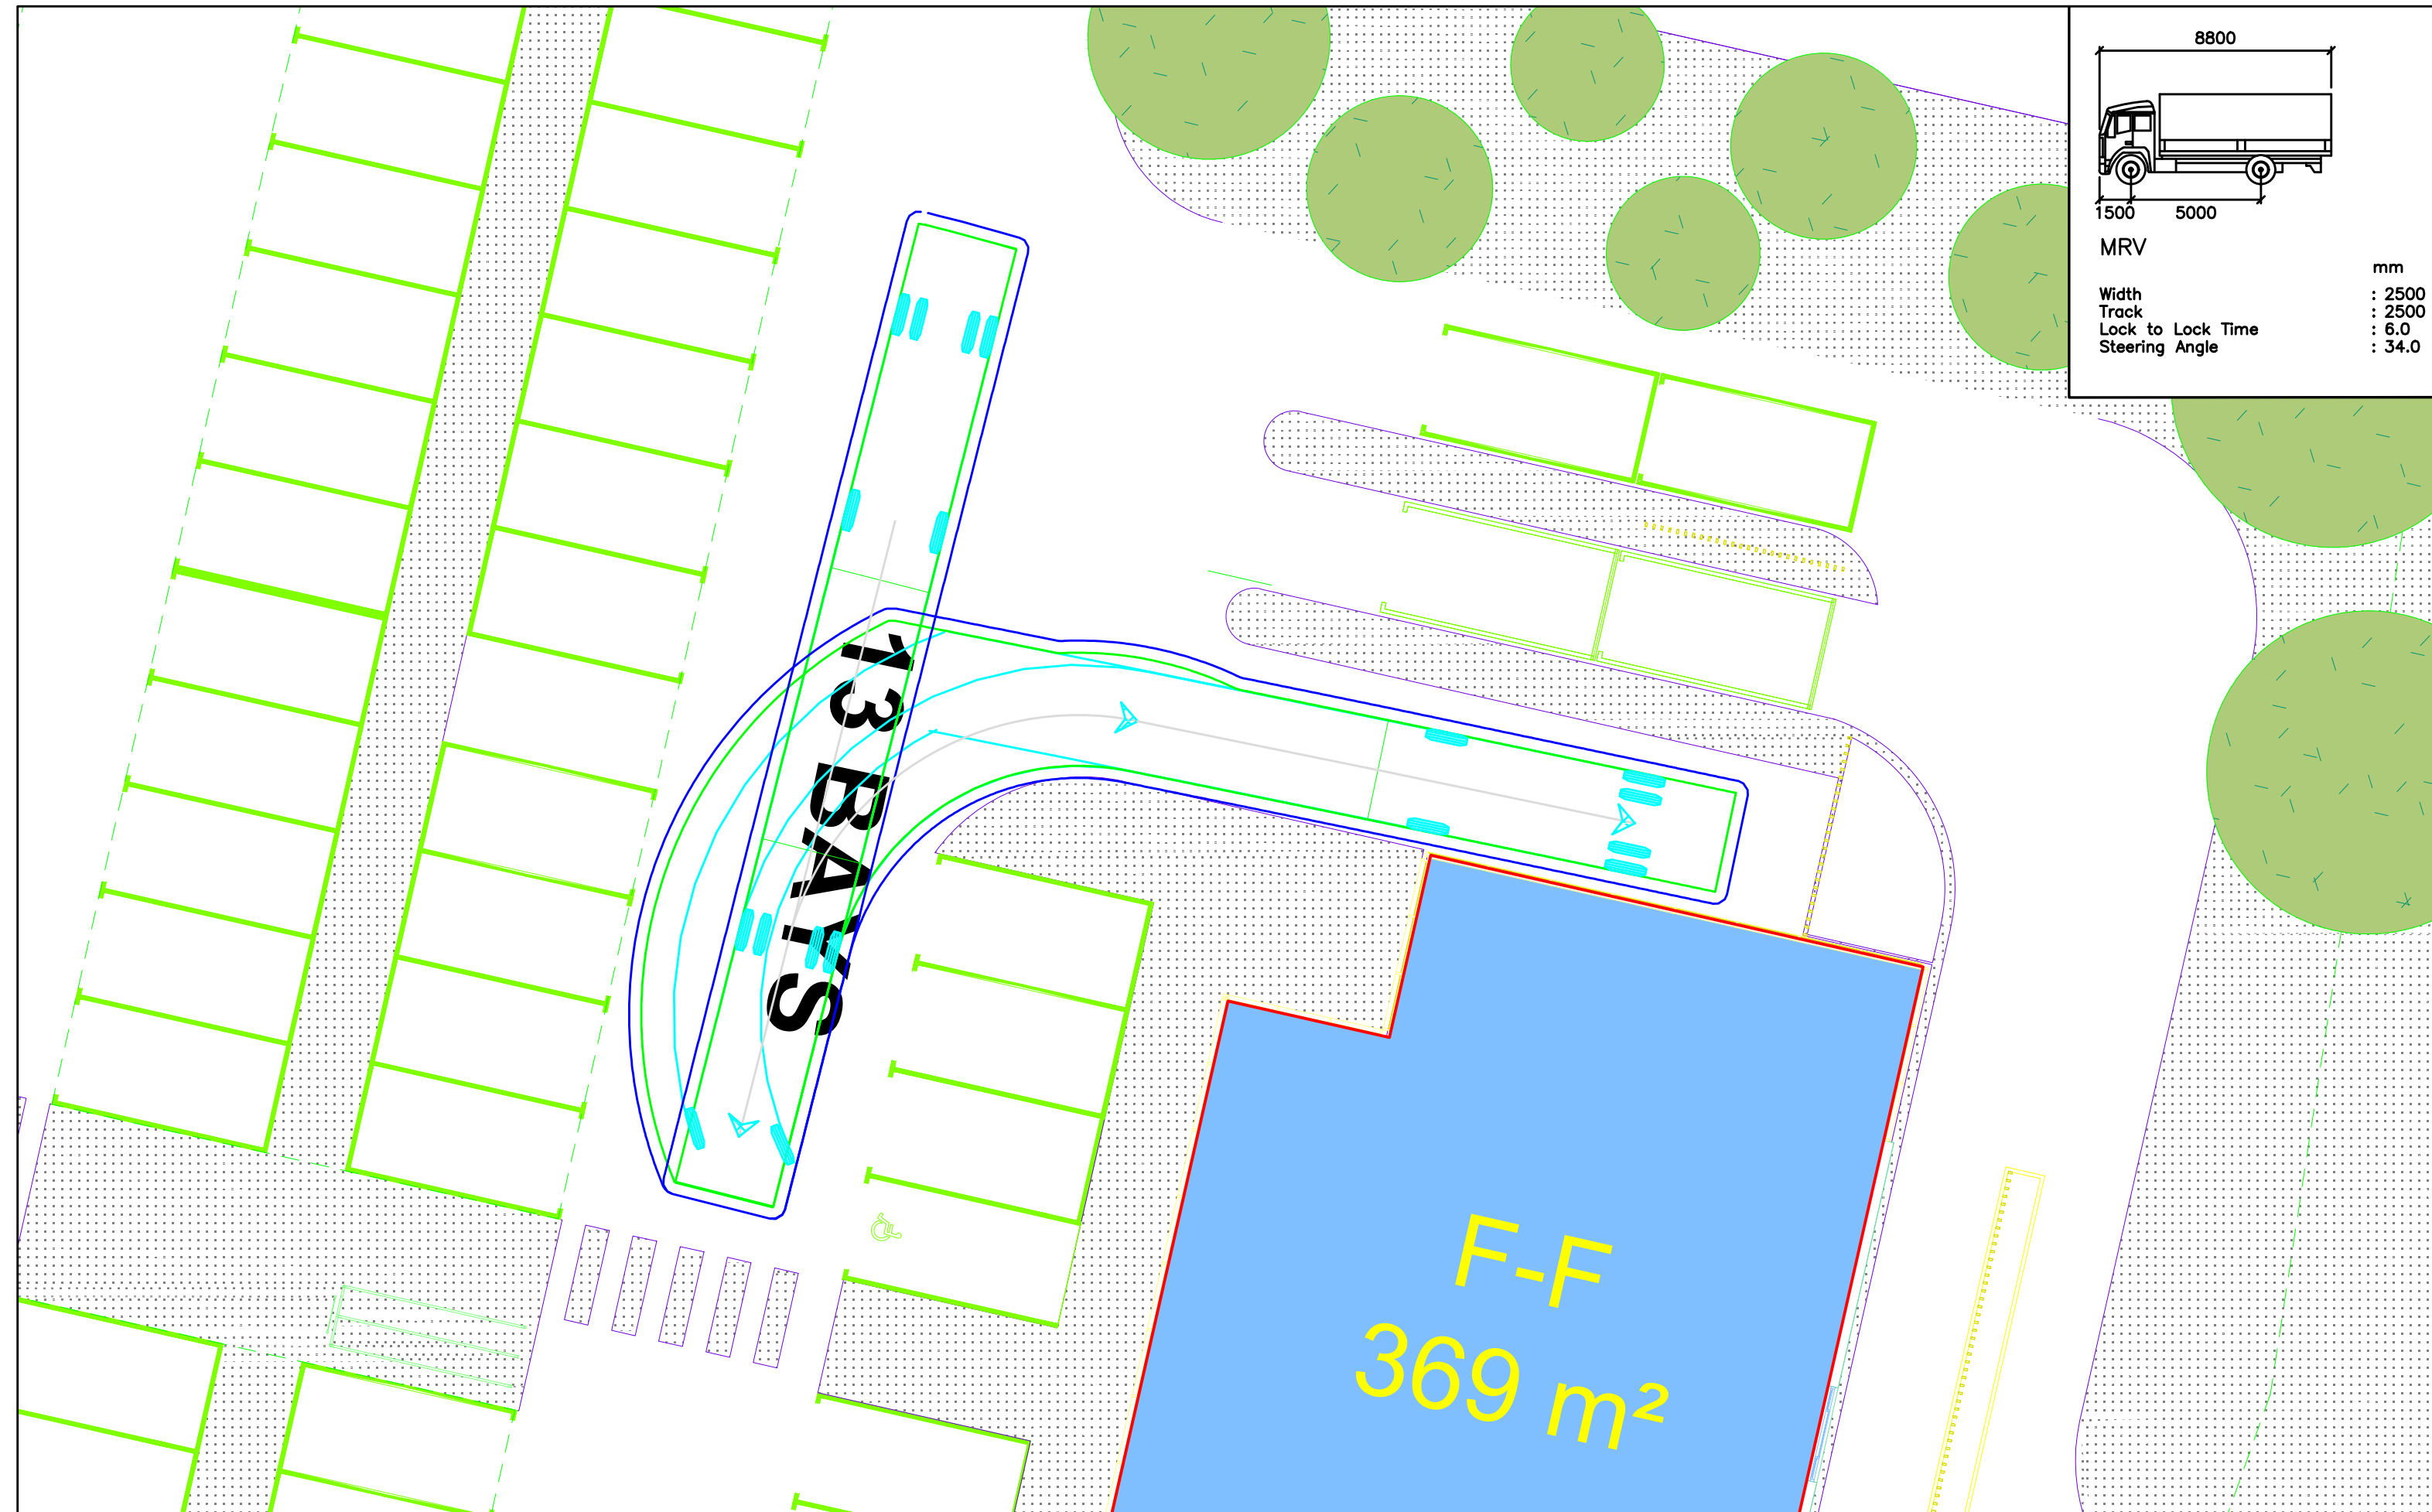 8800
1500 5000
MRV
mm
Width : 2500
Track : 2500
Lock to Lock Time : 6.0
Steering Angle : 34.0
13 BAYS
F-F
369 m²